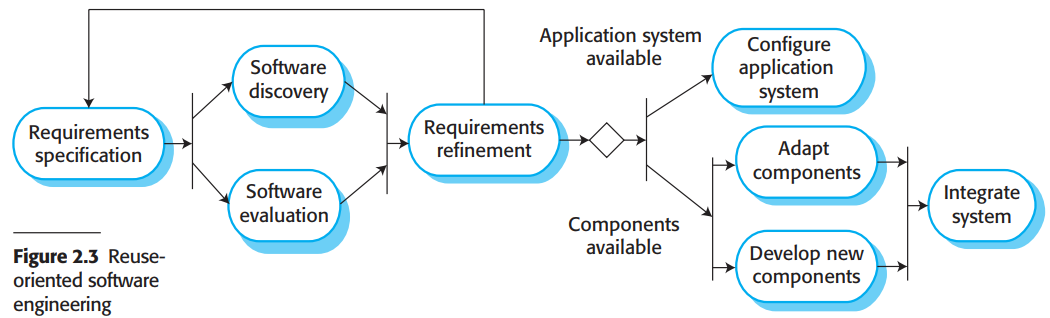 Requirements
specification
Software
discovery
Software
evaluation
Requirements
refinement
Application system
available
Configure
application
system
Components
available
Adapt
components
Develop new
components
Integrate
system
Figure 2.3 Reuse-
oriented software
engineering